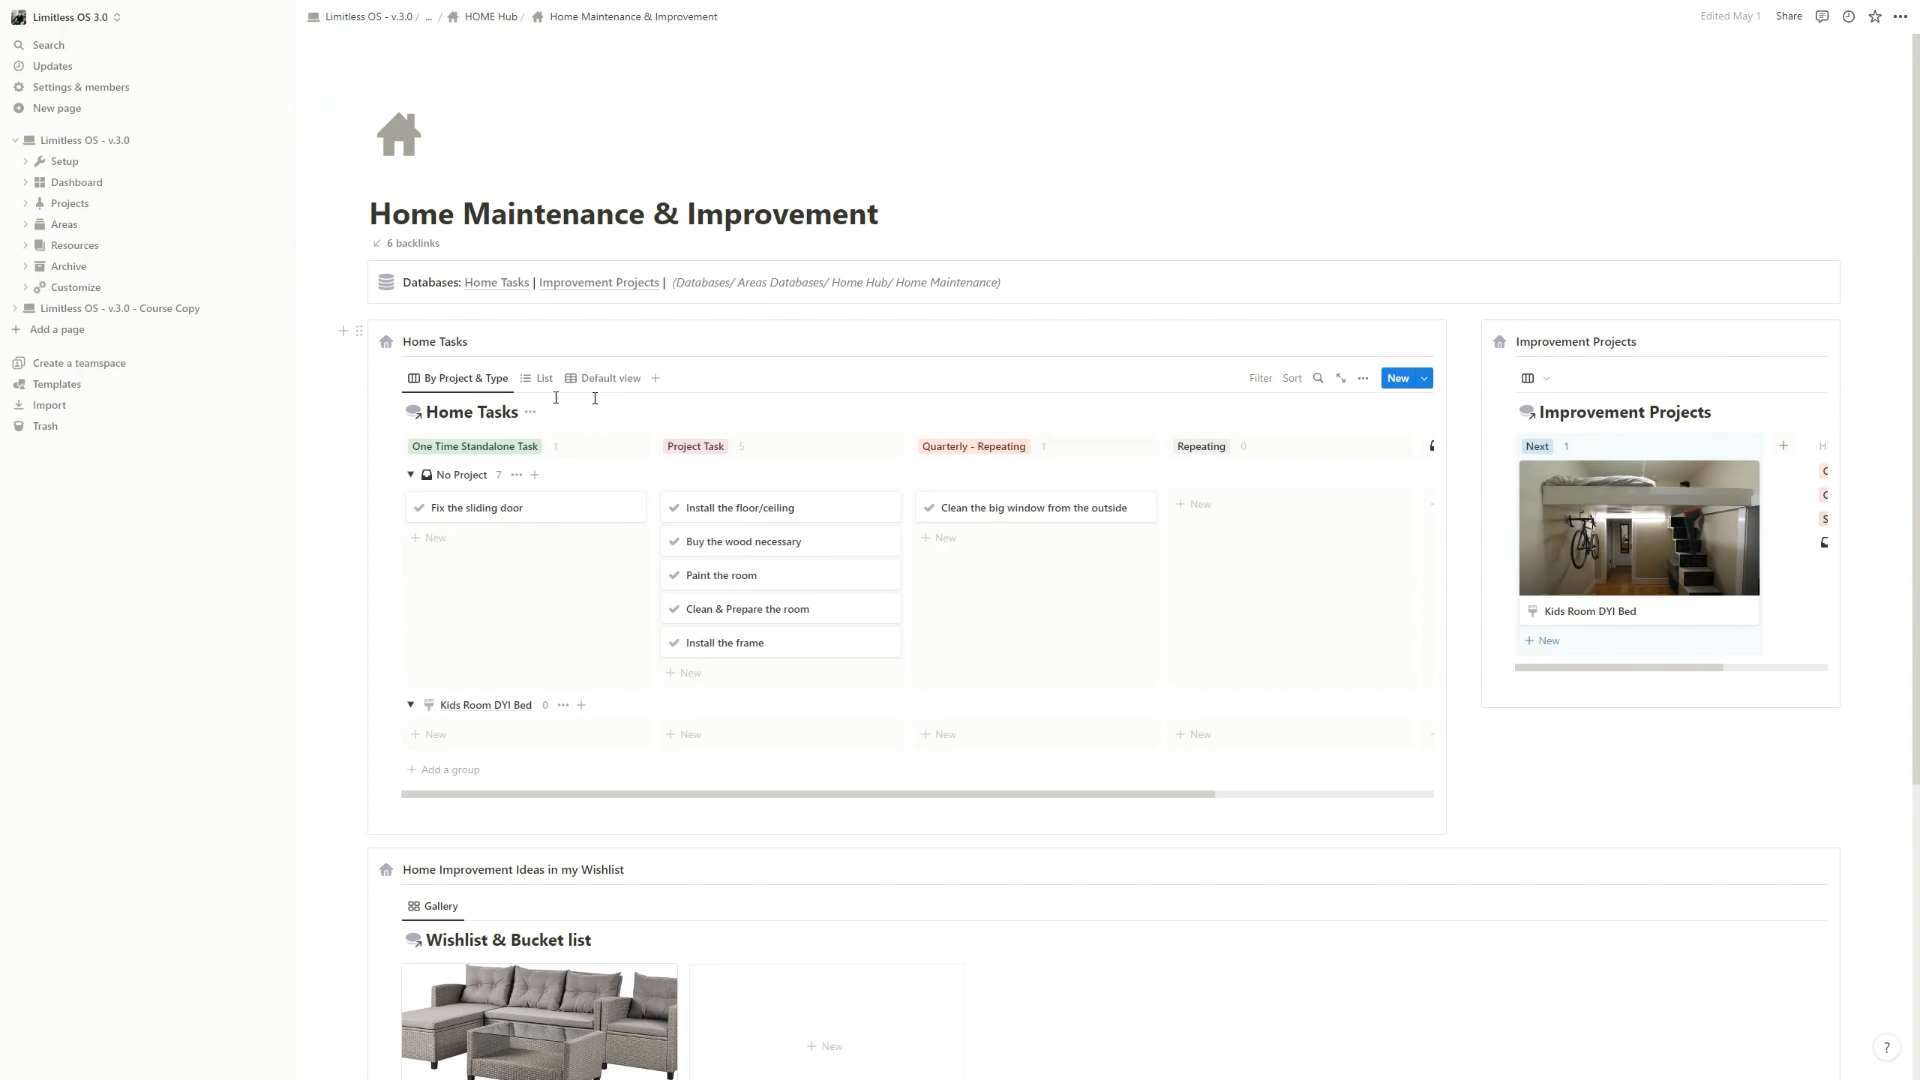 Limitless OS 3.0
Search
Updates
Settings & members
New page
Limitless OS - v.3.0
Setup
Dashboard
Projects
Areas
Resources
Archive
Customize
Limitless OS - v.3.0 - Course Copy
Add a page
Create a teamspace
Templates
Import
Trash
Limitless OS - v.3.0 / ... / HOME Hub / Home Maintenance & Improvement
Edited May 1 Share
Home Maintenance & Improvement
6 backlinks
Databases: Home Tasks | Improvement Projects | (Databases/ Areas Databases/ Home Hub/ Home Maintenance)
Home Tasks
By Project & Type List Default view +
Filter Sort New
Home Tasks
One Time Standalone Task 1 Project Task 5 Quarterly - Repeating 1 Repeating 0
No Project 7
Fix the sliding door
+ New
Install the floor/ceiling
Buy the wood necessary
Paint the room
Clean & Prepare the room
Install the frame
+ New
Clean the big window from the outside
+ New
+ New
Kids Room DYI Bed 0
+ New + New + New + New
+ Add a group
Improvement Projects
Improvement Projects
Next 1
Kids Room DYI Bed
+ New
Home Improvement Ideas in my Wishlist
Gallery
Wishlist & Bucket list
+ New
?